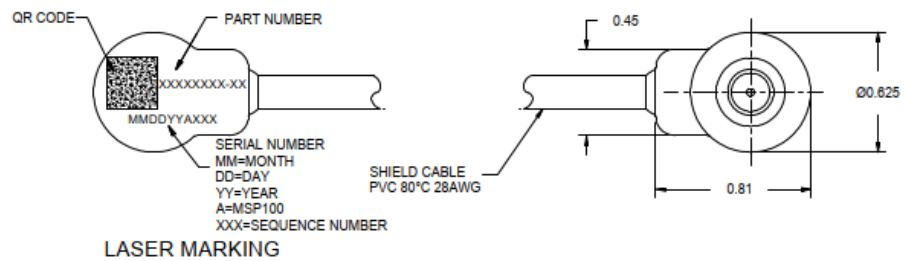 QR CODE
PART NUMBER
XXXXXXXX-XX
MMDDYYAXXX
SERIAL NUMBER
MM=MONTH
DD=DAY
YY=YEAR
A=MSP100
XXX=SEQUENCE NUMBER
LASER MARKING
0.45
Ø0.625
SHIELD CABLE
PVC 80°C 28AWG
0.81